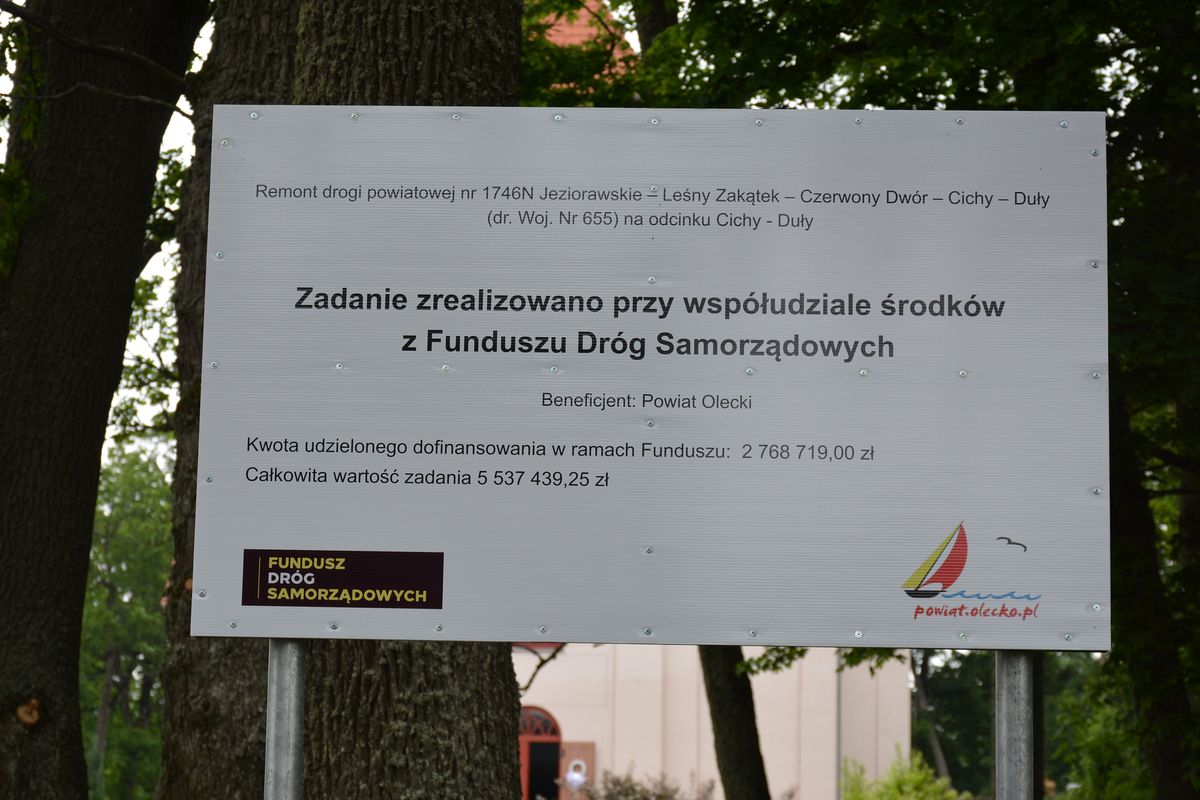 Remont drogi powiatowej nr 1746N Jeziorawskie – Leśny Zakątek – Czerwony Dwór – Cichy – Duły
(dr. Woj. Nr 655) na odcinku Cichy - Duły
Zadanie zrealizowano przy współudziale środków
z Funduszu Dróg Samorządowych
Beneficjent: Powiat Olecki
Kwota udzielonego dofinansowania w ramach Funduszu: 2 768 719,00 zł
Całkowita wartość zadania 5 537 439,25 zł
FUNDUSZ
DRÓG
SAMORZĄDOWYCH
powiat.olecko.pl